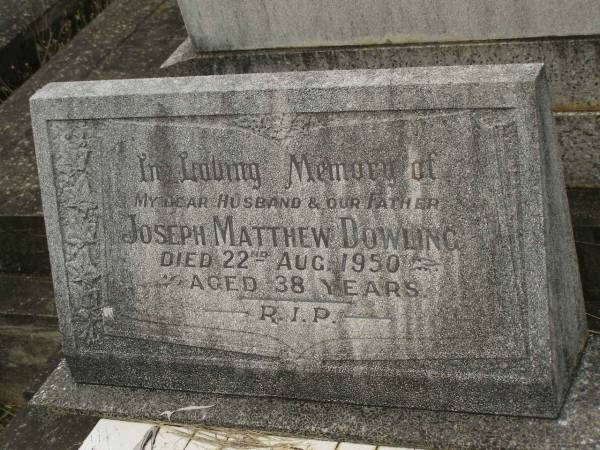 In Loving Memory of
MY DEAR HUSBAND & OUR FATHER
JOSEPH MATTHEW DOWLING
DIED 22ND AUG. 1950
AGED 38 YEARS.
R.I.P.